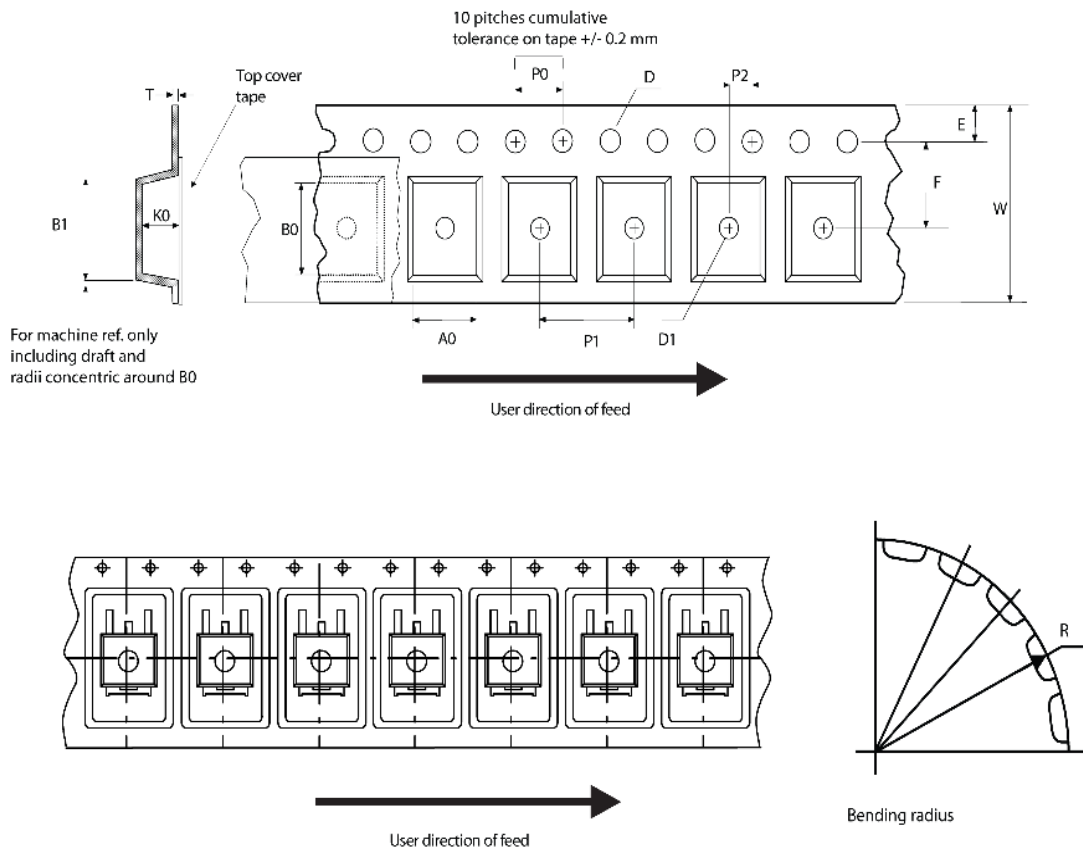 10 pitches cumulative
tolerance on tape +/- 0.2 mm
T
Top cover
tape
P0
D
P2
E
B1
K0
B0
F
W
For machine ref. only
including draft and
radii concentric around B0
A0
P1
D1
User direction of feed
R
Bending radius
User direction of feed